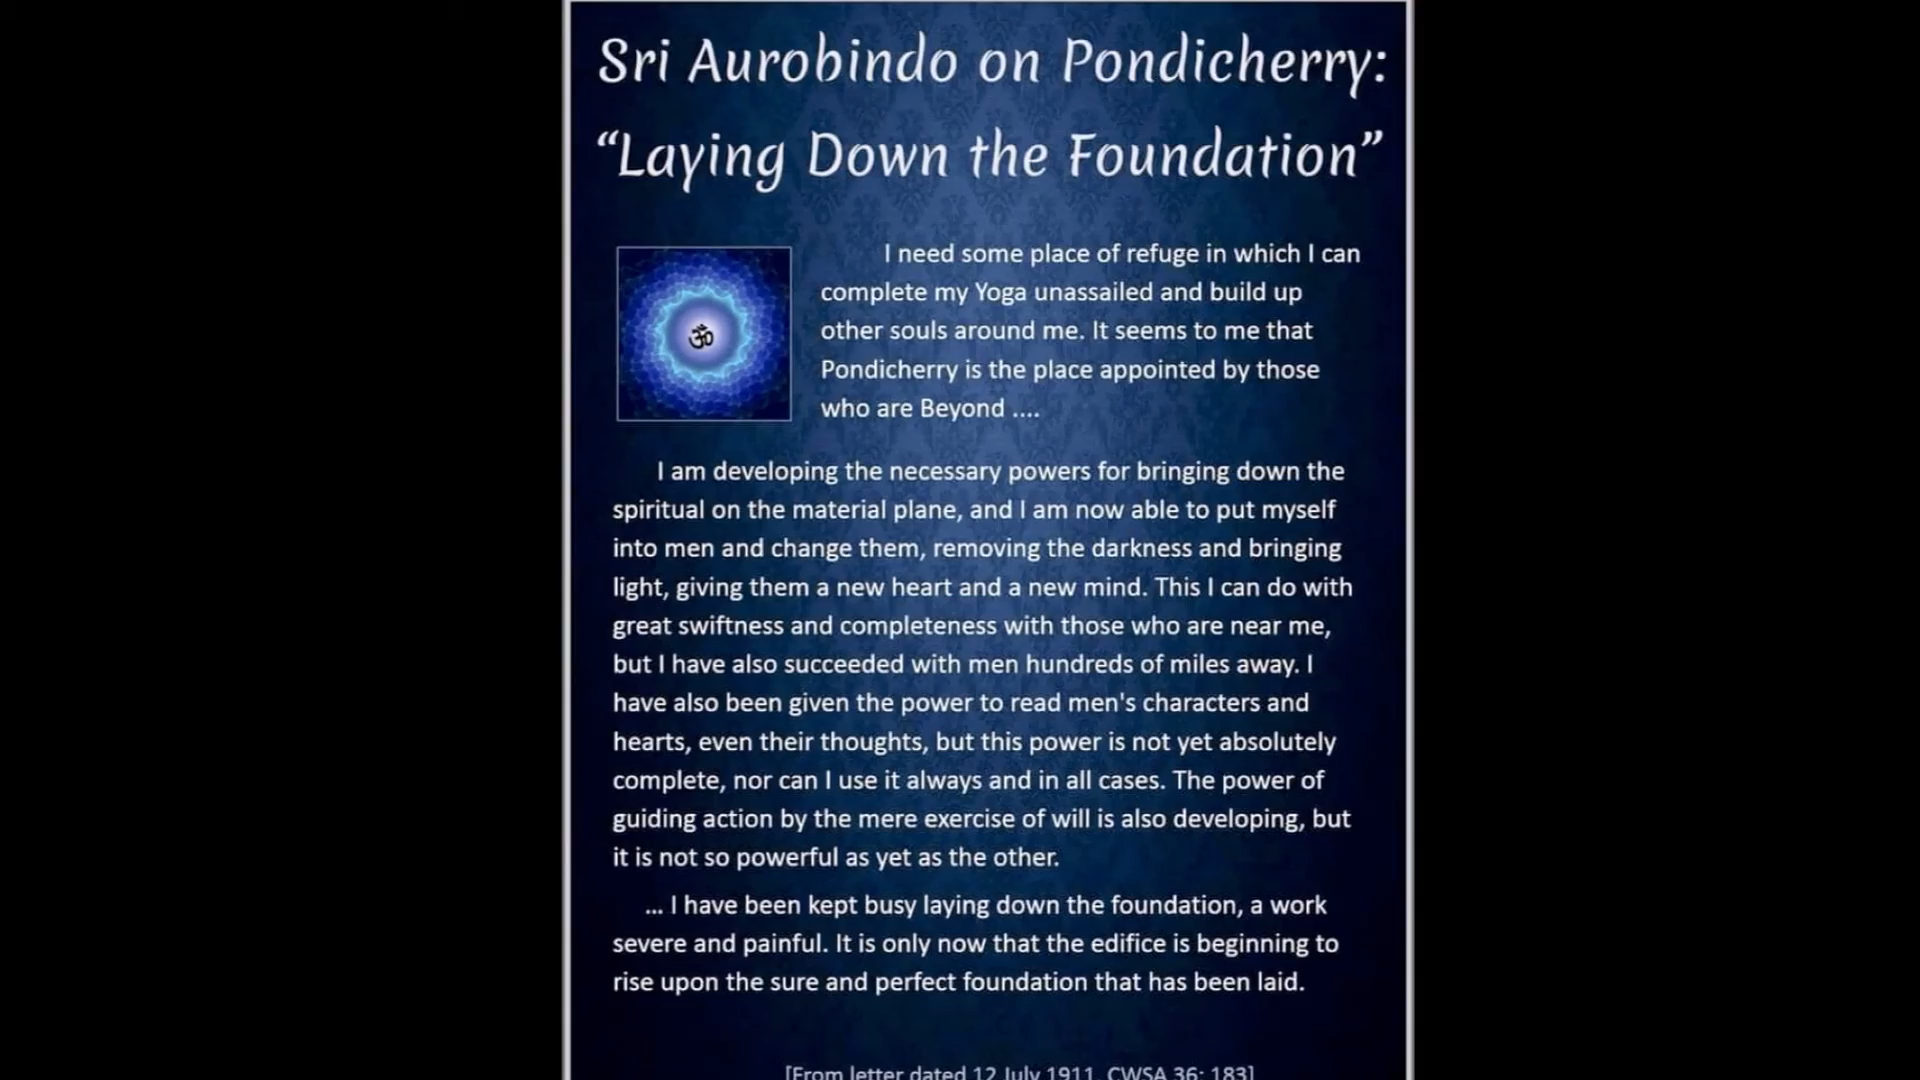 Sri Aurobindo on Pondicherry:
“Laying Down the Foundation”
I need some place of refuge in which I can
complete my Yoga unassailed and build up
other souls around me. It seems to me that
Pondicherry is the place appointed by those
who are Beyond ....
ॐ
I am developing the necessary powers for bringing down the
spiritual on the material plane, and I am now able to put myself
into men and change them, removing the darkness and bringing
light, giving them a new heart and a new mind. This I can do with
great swiftness and completeness with those who are near me,
but I have also succeeded with men hundreds of miles away. I
have also been given the power to read men's characters and
hearts, even their thoughts, but this power is not yet absolutely
complete, nor can I use it always and in all cases. The power of
guiding action by the mere exercise of will is also developing, but
it is not so powerful as yet as the other.
... I have been kept busy laying down the foundation, a work
severe and painful. It is only now that the edifice is beginning to
rise upon the sure and perfect foundation that has been laid.
[From letter dated 12 July 1911, CWSA 36: 183]